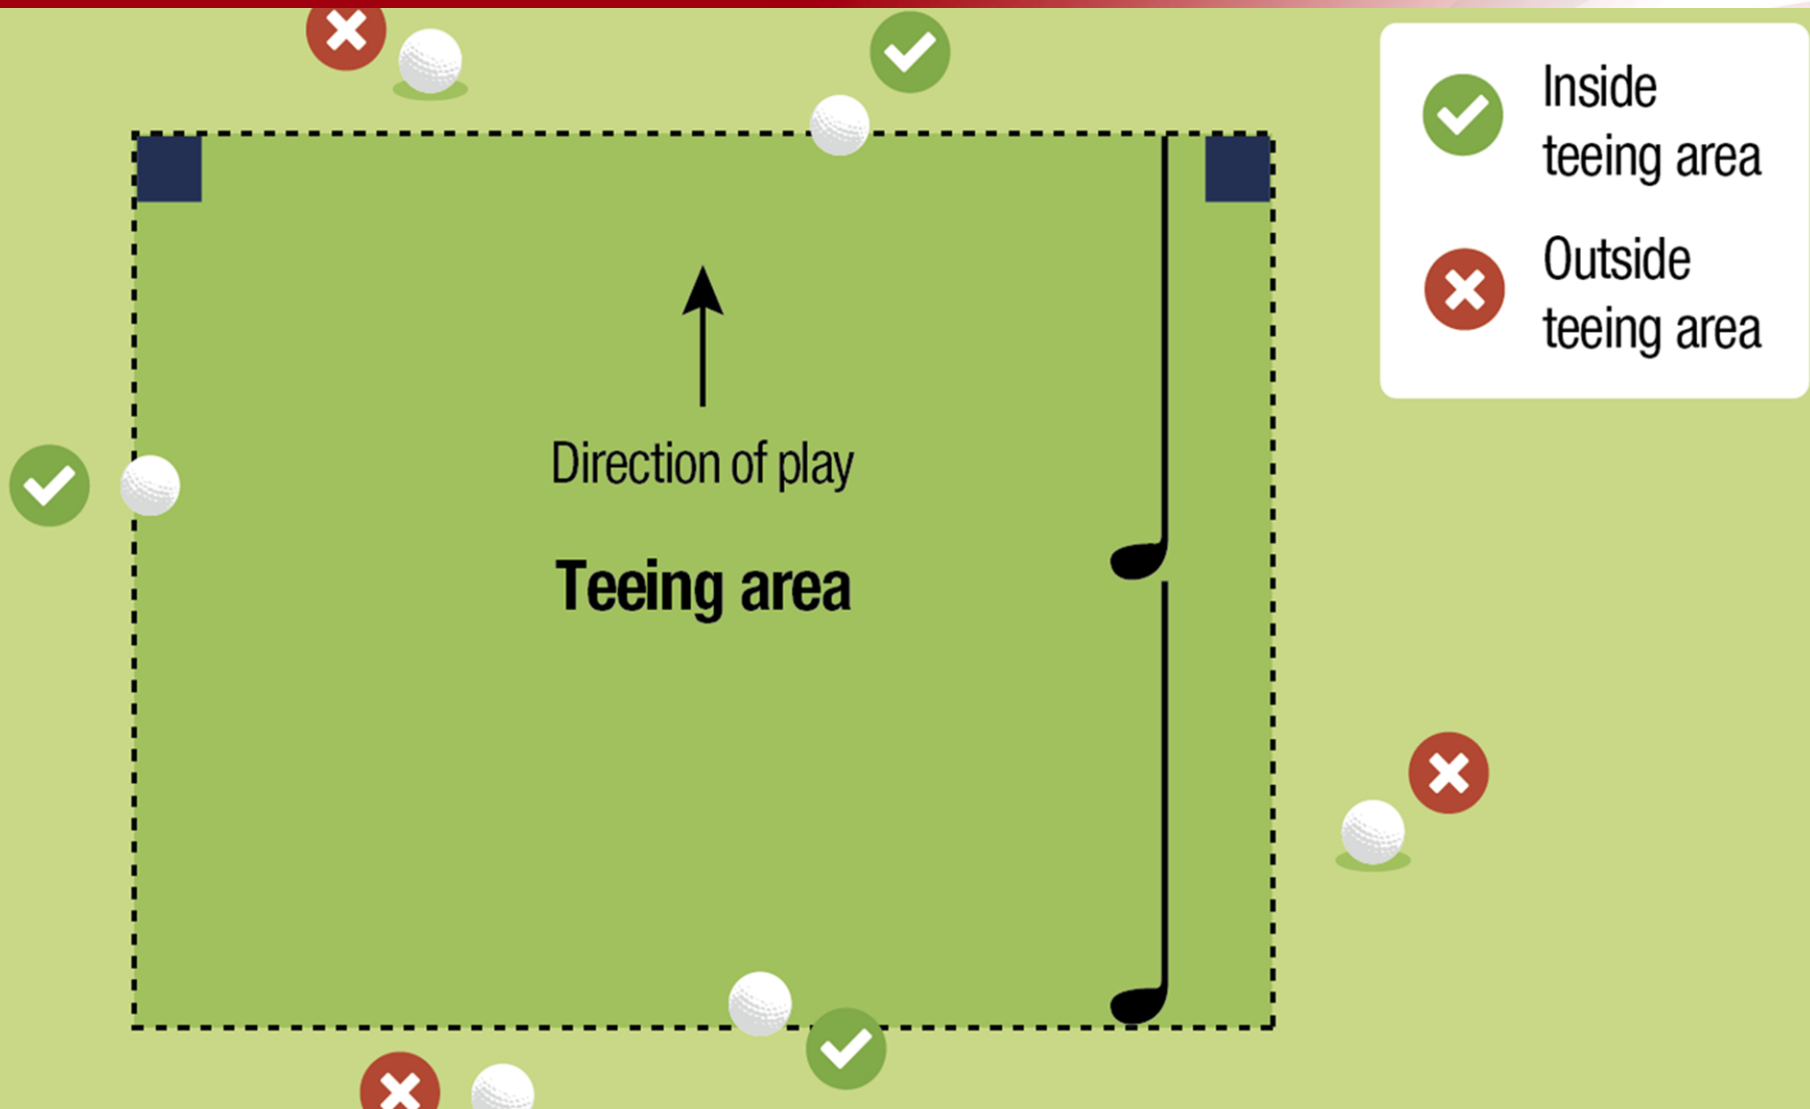 Inside
teeing area
Outside
teeing area
Direction of play
Teeing area